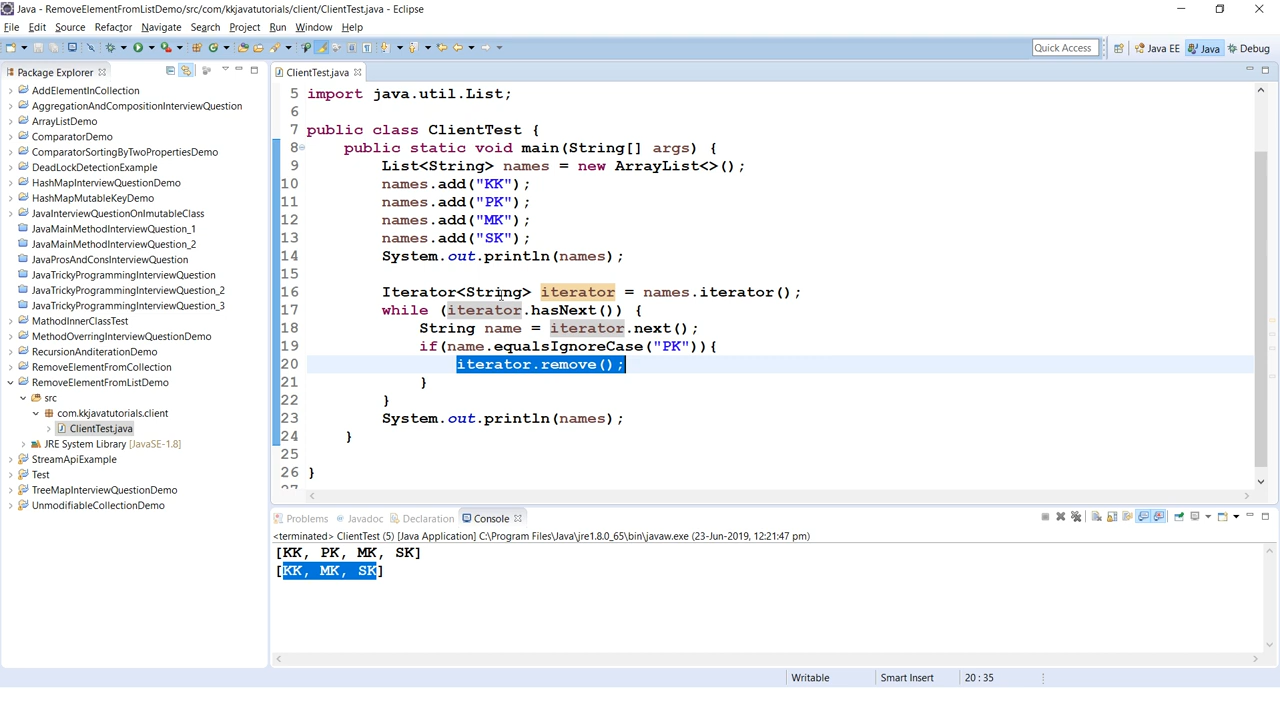 Java - RemoveElementFromListDemo/src/com/kkjavatutorials/client/ClientTest.java - Eclipse
File Edit Source Refactor Navigate Search Project Run Window Help
Quick Access Java EE Java Debug
Package Explorer
AddElementInCollection
AggregationAndCompositionInterviewQuestion
ArrayListDemo
ComparatorDemo
ComparatorSortingByTwoPropertiesDemo
DeadLockDetectionExample
HashMapInterviewQuestionDemo
HashMapMutableKeyDemo
JavaInterviewQuestionOnImutableClass
JavaMainMethodInterviewQuestion_1
JavaMainMethodInterviewQuestion_2
JavaProsAndConsInterviewQuestion
JavaTrickyProgrammingInterviewQuestion
JavaTrickyProgrammingInterviewQuestion_2
JavaTrickyProgrammingInterviewQuestion_3
MathodInnerClassTest
MethodOverringInterviewQuestionDemo
RecursionAnditerationDemo
RemoveElementFromCollection
RemoveElementFromListDemo
src
com.kkjavatutorials.client
ClientTest.java
JRE System Library [JavaSE-1.8]
StreamApiExample
Test
TreeMapInterviewQuestionDemo
UnmodifiableCollectionDemo
ClientTest.java
5 import java.util.List;
6
7 public class ClientTest {
8 public static void main(String[] args) {
9 List<String> names = new ArrayList<>();
10 names.add("KK");
11 names.add("PK");
12 names.add("MK");
13 names.add("SK");
14 System.out.println(names);
15
16 Iterator<String> iterator = names.iterator();
17 while (iterator.hasNext()) {
18 String name = iterator.next();
19 if(name.equalsIgnoreCase("PK")){
20 iterator.remove();
21 }
22 }
23 System.out.println(names);
24 }
25
26 }
27
Problems Javadoc Declaration Console
<terminated> ClientTest (5) [Java Application] C:\Program Files\Java\jre1.8.0_65\bin\javaw.exe (23-Jun-2019, 12:21:47 pm)
[KK, PK, MK, SK]
[KK, MK, SK]
Writable Smart Insert 20 : 35